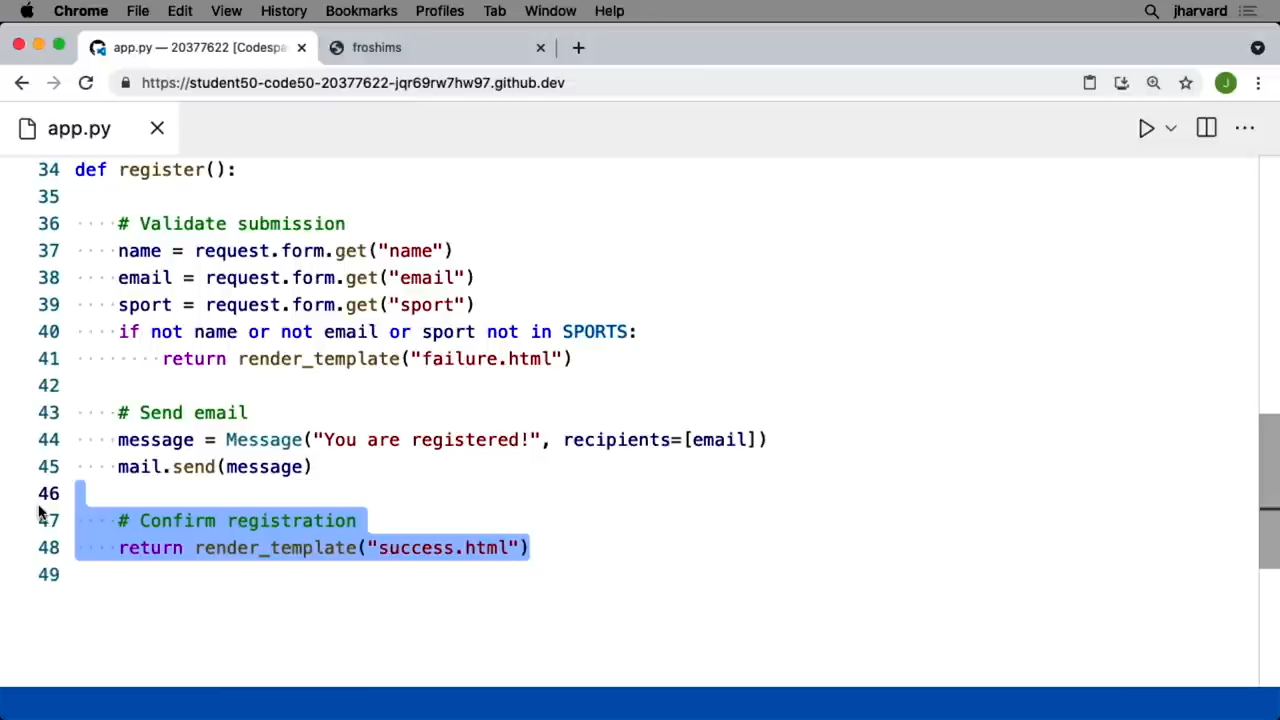 Chrome File Edit View History Bookmarks Profiles Tab Window Help jharvard
app.py — 20377622 [Codespa froshims
https://student50-code50-20377622-jqr69rw7hw97.github.dev J
app.py
34 def register():
35
36 # Validate submission
37 name = request.form.get("name")
38 email = request.form.get("email")
39 sport = request.form.get("sport")
40 if not name or not email or sport not in SPORTS:
41 return render_template("failure.html")
42
43 # Send email
44 message = Message("You are registered!", recipients=[email])
45 mail.send(message)
46
47 # Confirm registration
48 return render_template("success.html")
49